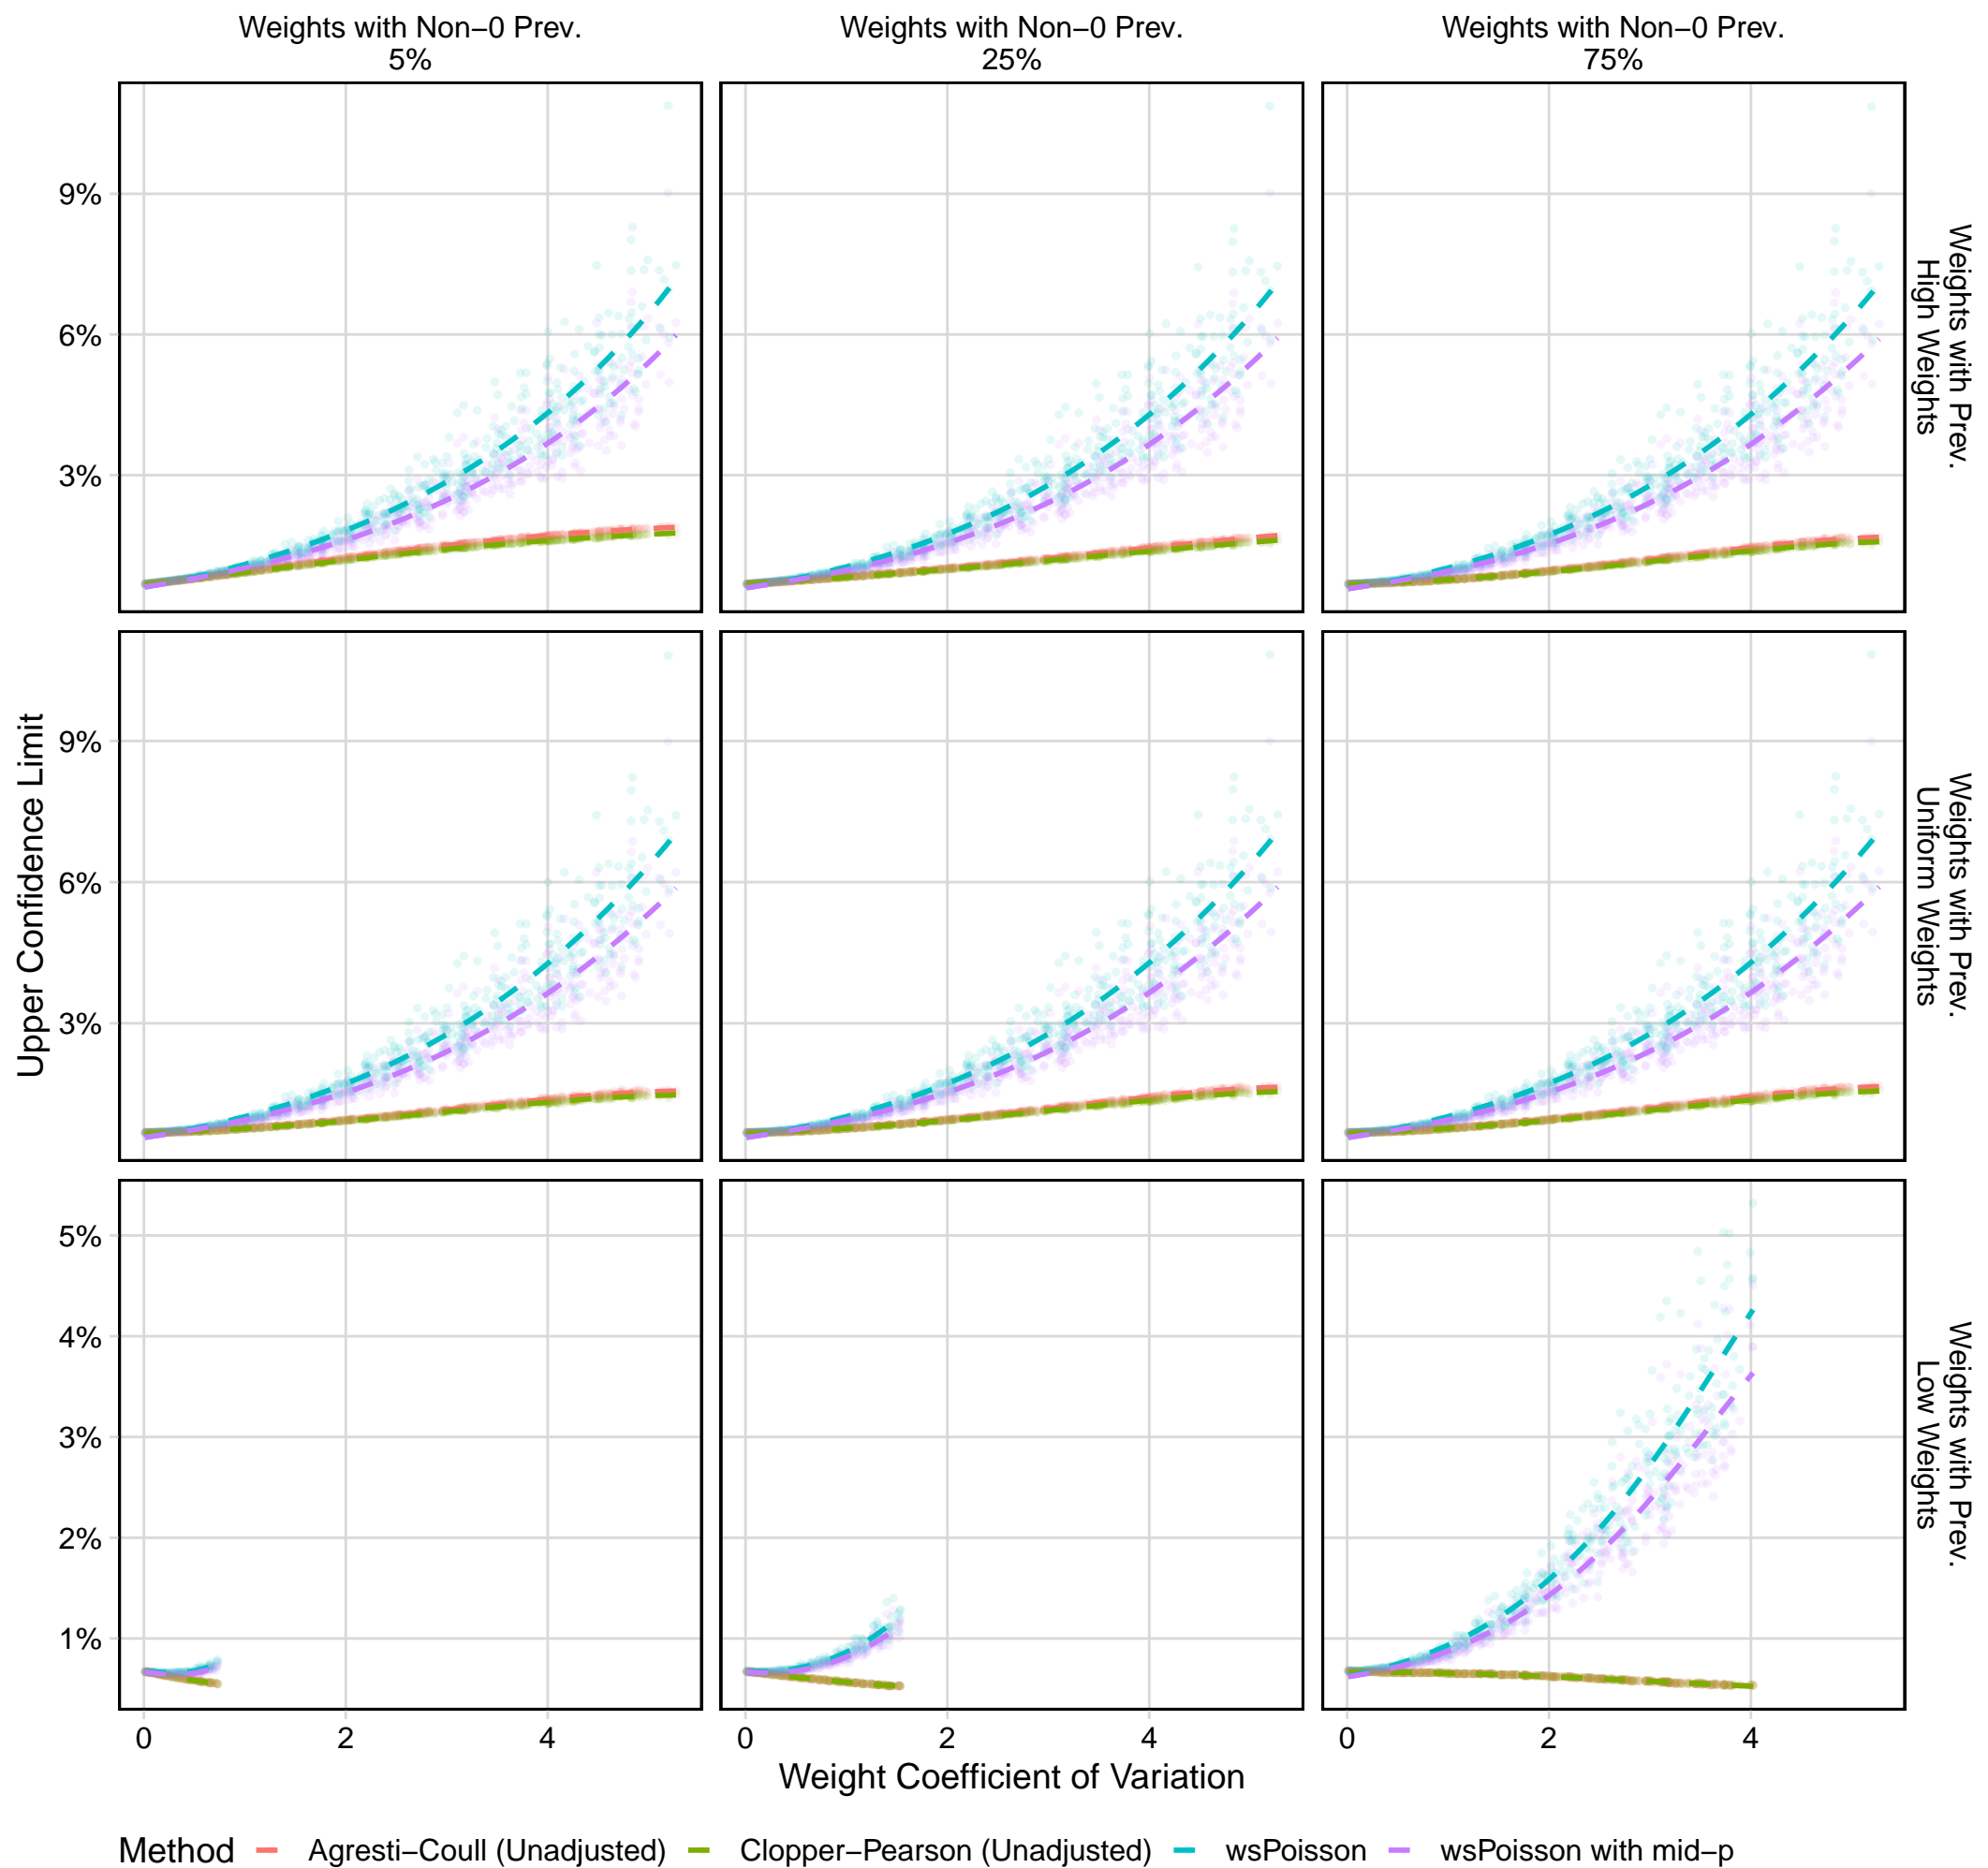 Weights with Non−0 Prev.
5%
Weights with Non−0 Prev.
25%
Weights with Non−0 Prev.
75%
9%
6%
3%
Weights with Prev.
High Weights
Upper Confidence Limit
9%
6%
3%
Weights with Prev.
Uniform Weights
5%
4%
3%
2%
1%
Weights with Prev.
Low Weights
0 2 4
0 2 4
0 2 4
Weight Coefficient of Variation
Method Agresti−Coull (Unadjusted) Clopper−Pearson (Unadjusted) wsPoisson wsPoisson with mid−p